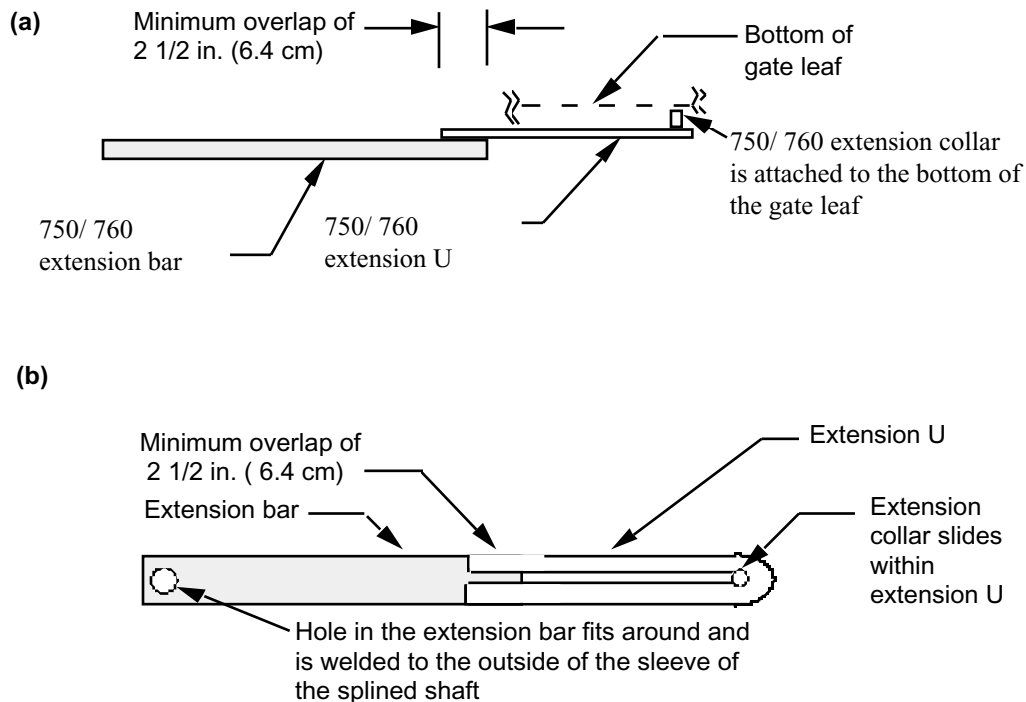 (a)
Minimum overlap of
2 1/2 in. (6.4 cm)
Bottom of
gate leaf
750/ 760 extension collar
is attached to the bottom of
the gate leaf
750/ 760
extension bar
750/ 760
extension U
(b)
Minimum overlap of
2 1/2 in. ( 6.4 cm)
Extension bar
Extension U
Extension
collar slides
within
extension U
Hole in the extension bar fits around and
is welded to the outside of the sleeve of
the splined shaft